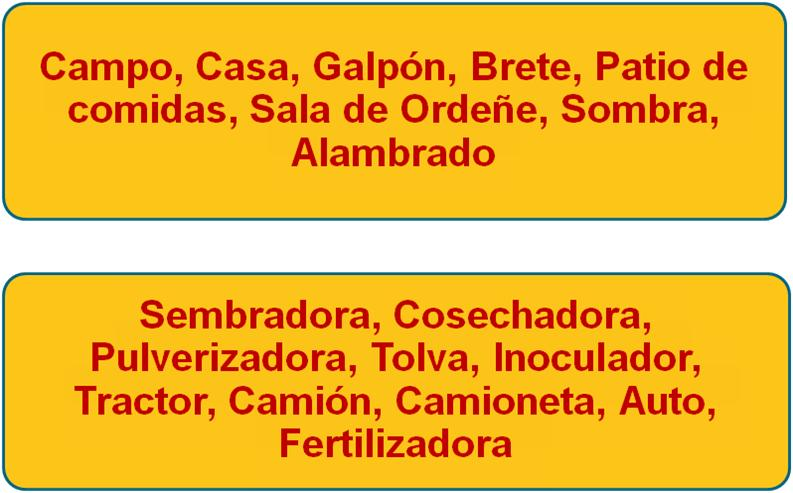 Campo, Casa, Galpón, Brete, Patio de
comidas, Sala de Ordeñe, Sombra,
Alambrado
Sembradora, Cosechadora,
Pulverizadora, Tolva, Inoculador,
Tractor, Camión, Camioneta, Auto,
Fertilizadora